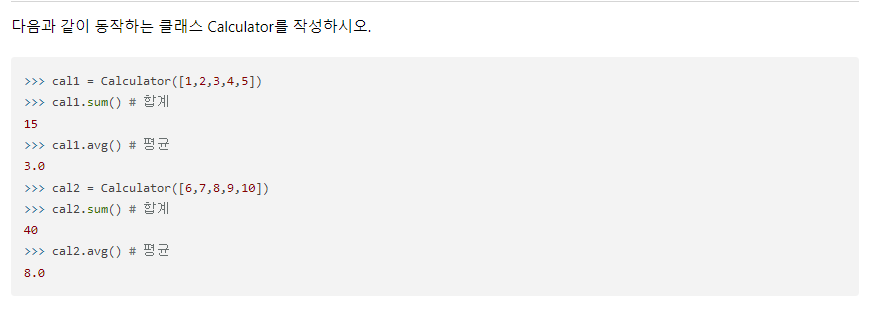 다음과 같이 동작하는 클래스 Calculator를 작성하시오.
>>> cal1 = Calculator([1,2,3,4,5])
>>> cal1.sum() # 합계
15
>>> cal1.avg() # 평균
3.0
>>> cal2 = Calculator([6,7,8,9,10])
>>> cal2.sum() # 합계
40
>>> cal2.avg() # 평균
8.0